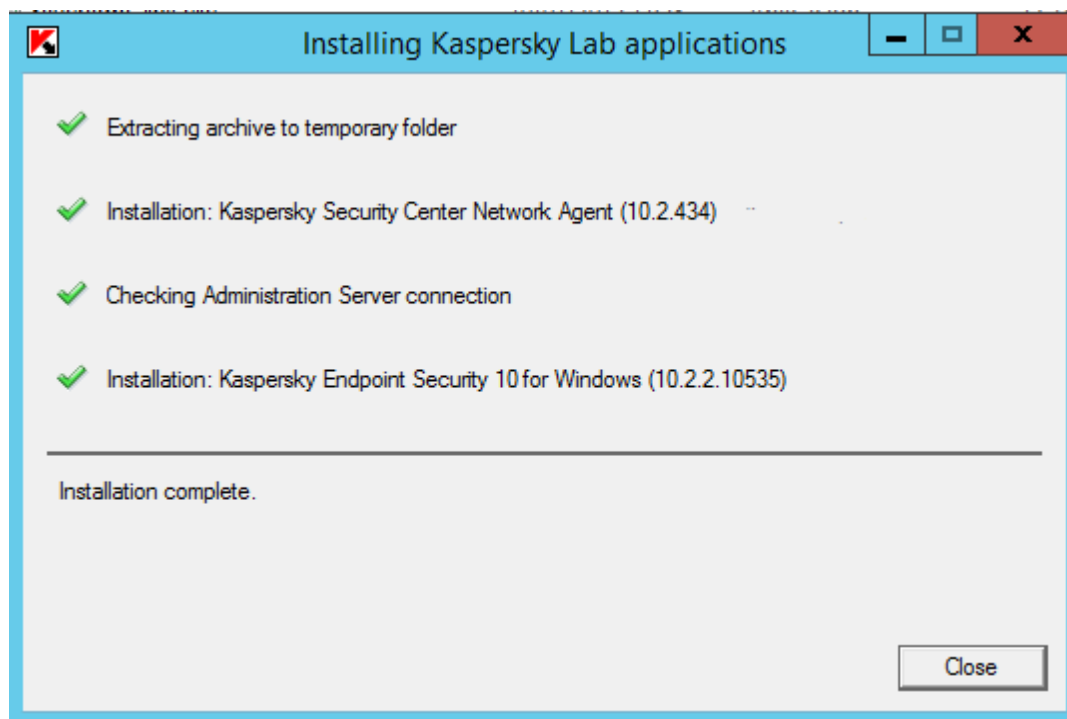 Installing Kaspersky Lab applications
Extracting archive to temporary folder
Installation: Kaspersky Security Center Network Agent (10.2.434)
Checking Administration Server connection
Installation: Kaspersky Endpoint Security 10 for Windows (10.2.2.10535)
Installation complete.
Close